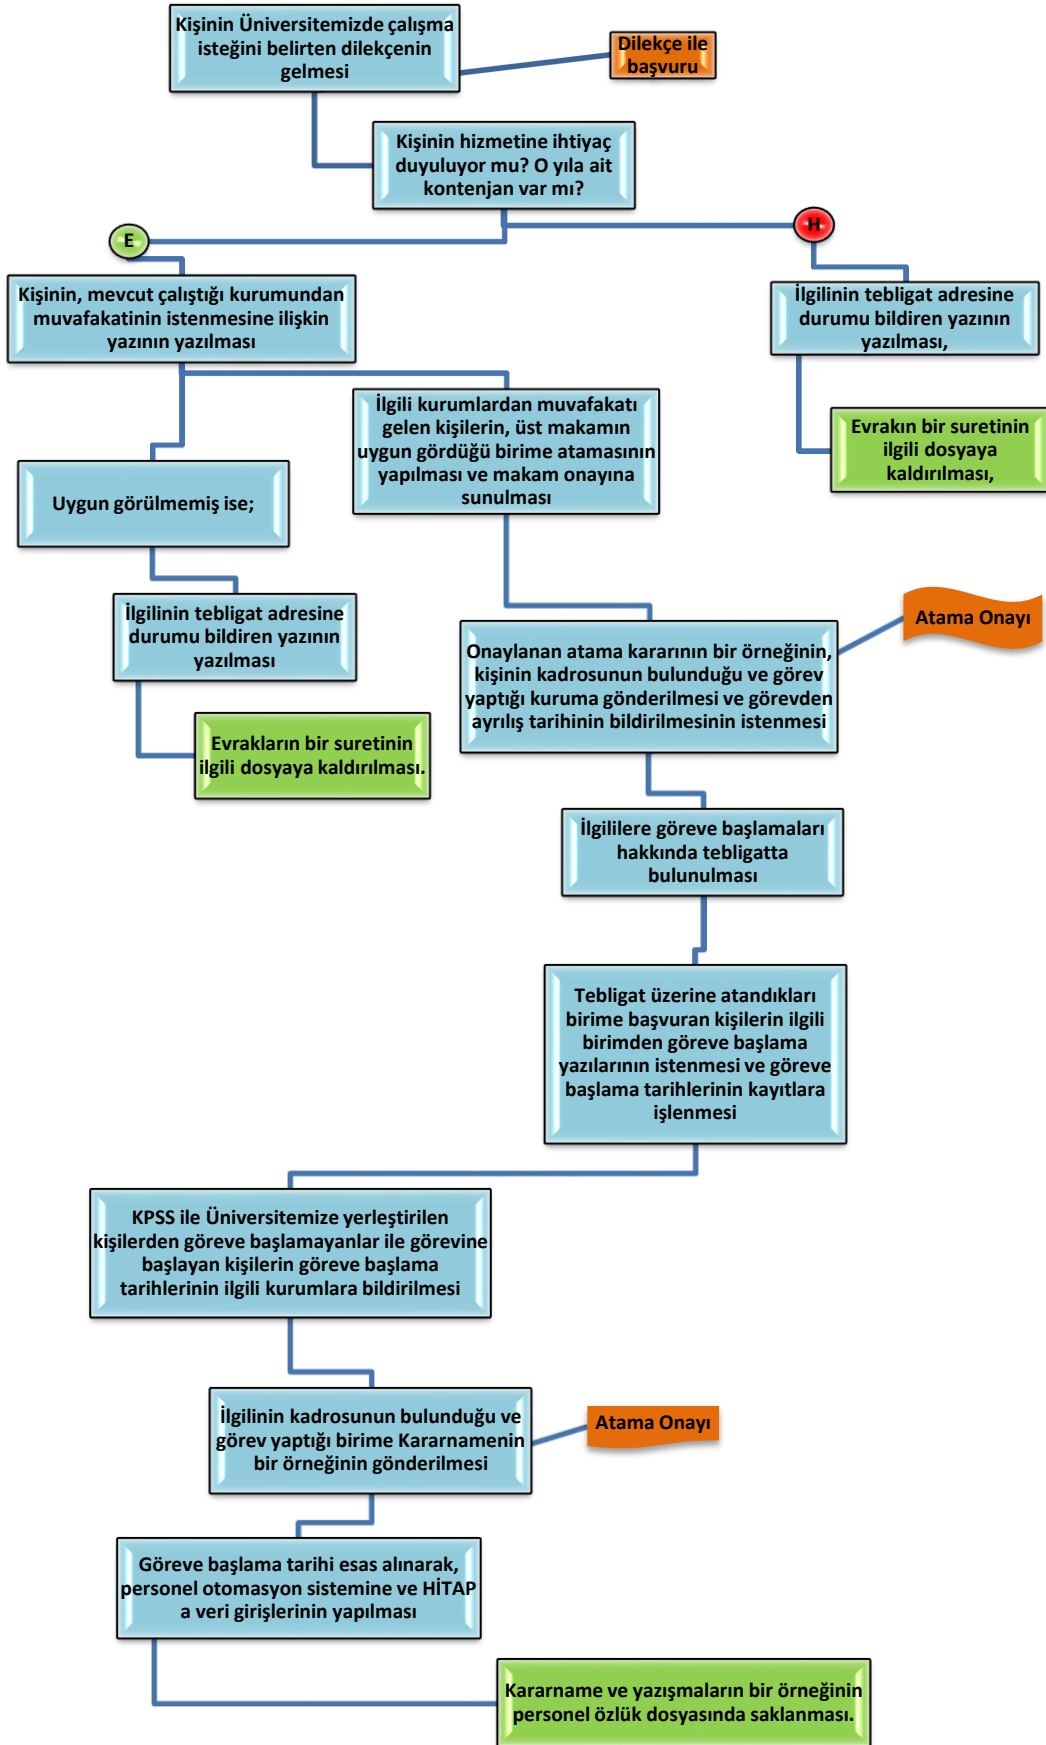 Kişinin Üniversitemizde çalışma
isteğini belirten dilekçenin
gelmesi
Dilekçe ile
başvuru
Kişinin hizmetine ihtiyaç
duyuluyor mu? O yıla ait
kontenjan var mı?
E
H
Kişinin, mevcut çalıştığı kurumundan
muvafakatinin istenmesine ilişkin
yazının yazılması
İlgilinin tebligat adresine
durumu bildiren yazının
yazılması,
İlgili kurumlardan muvafakatı
gelen kişilerin, üst makamın
uygun gördüğü birime atamasının
yapılması ve makam onayına
sunulması
Evrakın bir suretinin
ilgili dosyaya
kaldırılması,
Uygun görülmemiş ise;
İlgilinin tebligat adresine
durumu bildiren yazının
yazılması
Atama Onayı
Onaylanan atama kararının bir örneğinin,
kişinin kadrosunun bulunduğu ve görev
yaptığı kuruma gönderilmesi ve görevden
ayrılış tarihinin bildirilmesinin istenmesi
Evrakların bir suretinin
ilgili dosyaya kaldırılması.
İlgililere göreve başlamaları
hakkında tebligatta
bulunulması
Tebligat üzerine atandıkları
birime başvuran kişilerin ilgili
birimden göreve başlama
yazılarının istenmesi ve göreve
başlama tarihlerinin kayıtlara
işlenmesi
KPSS ile Üniversitemize yerleştirilen
kişilerden göreve başlamayanlar ile görevine
başlayan kişilerin göreve başlama
tarihlerinin ilgili kurumlara bildirilmesi
İlgilinin kadrosunun bulunduğu ve
görev yaptığı birime Kararnamenin
bir örneğinin gönderilmesi
Atama Onayı
Göreve başlama tarihi esas alınarak,
personel otomasyon sistemine ve HİTAP
a veri girişlerinin yapılması
Kararname ve yazışmaların bir örneğinin
personel özlük dosyasında saklanması.